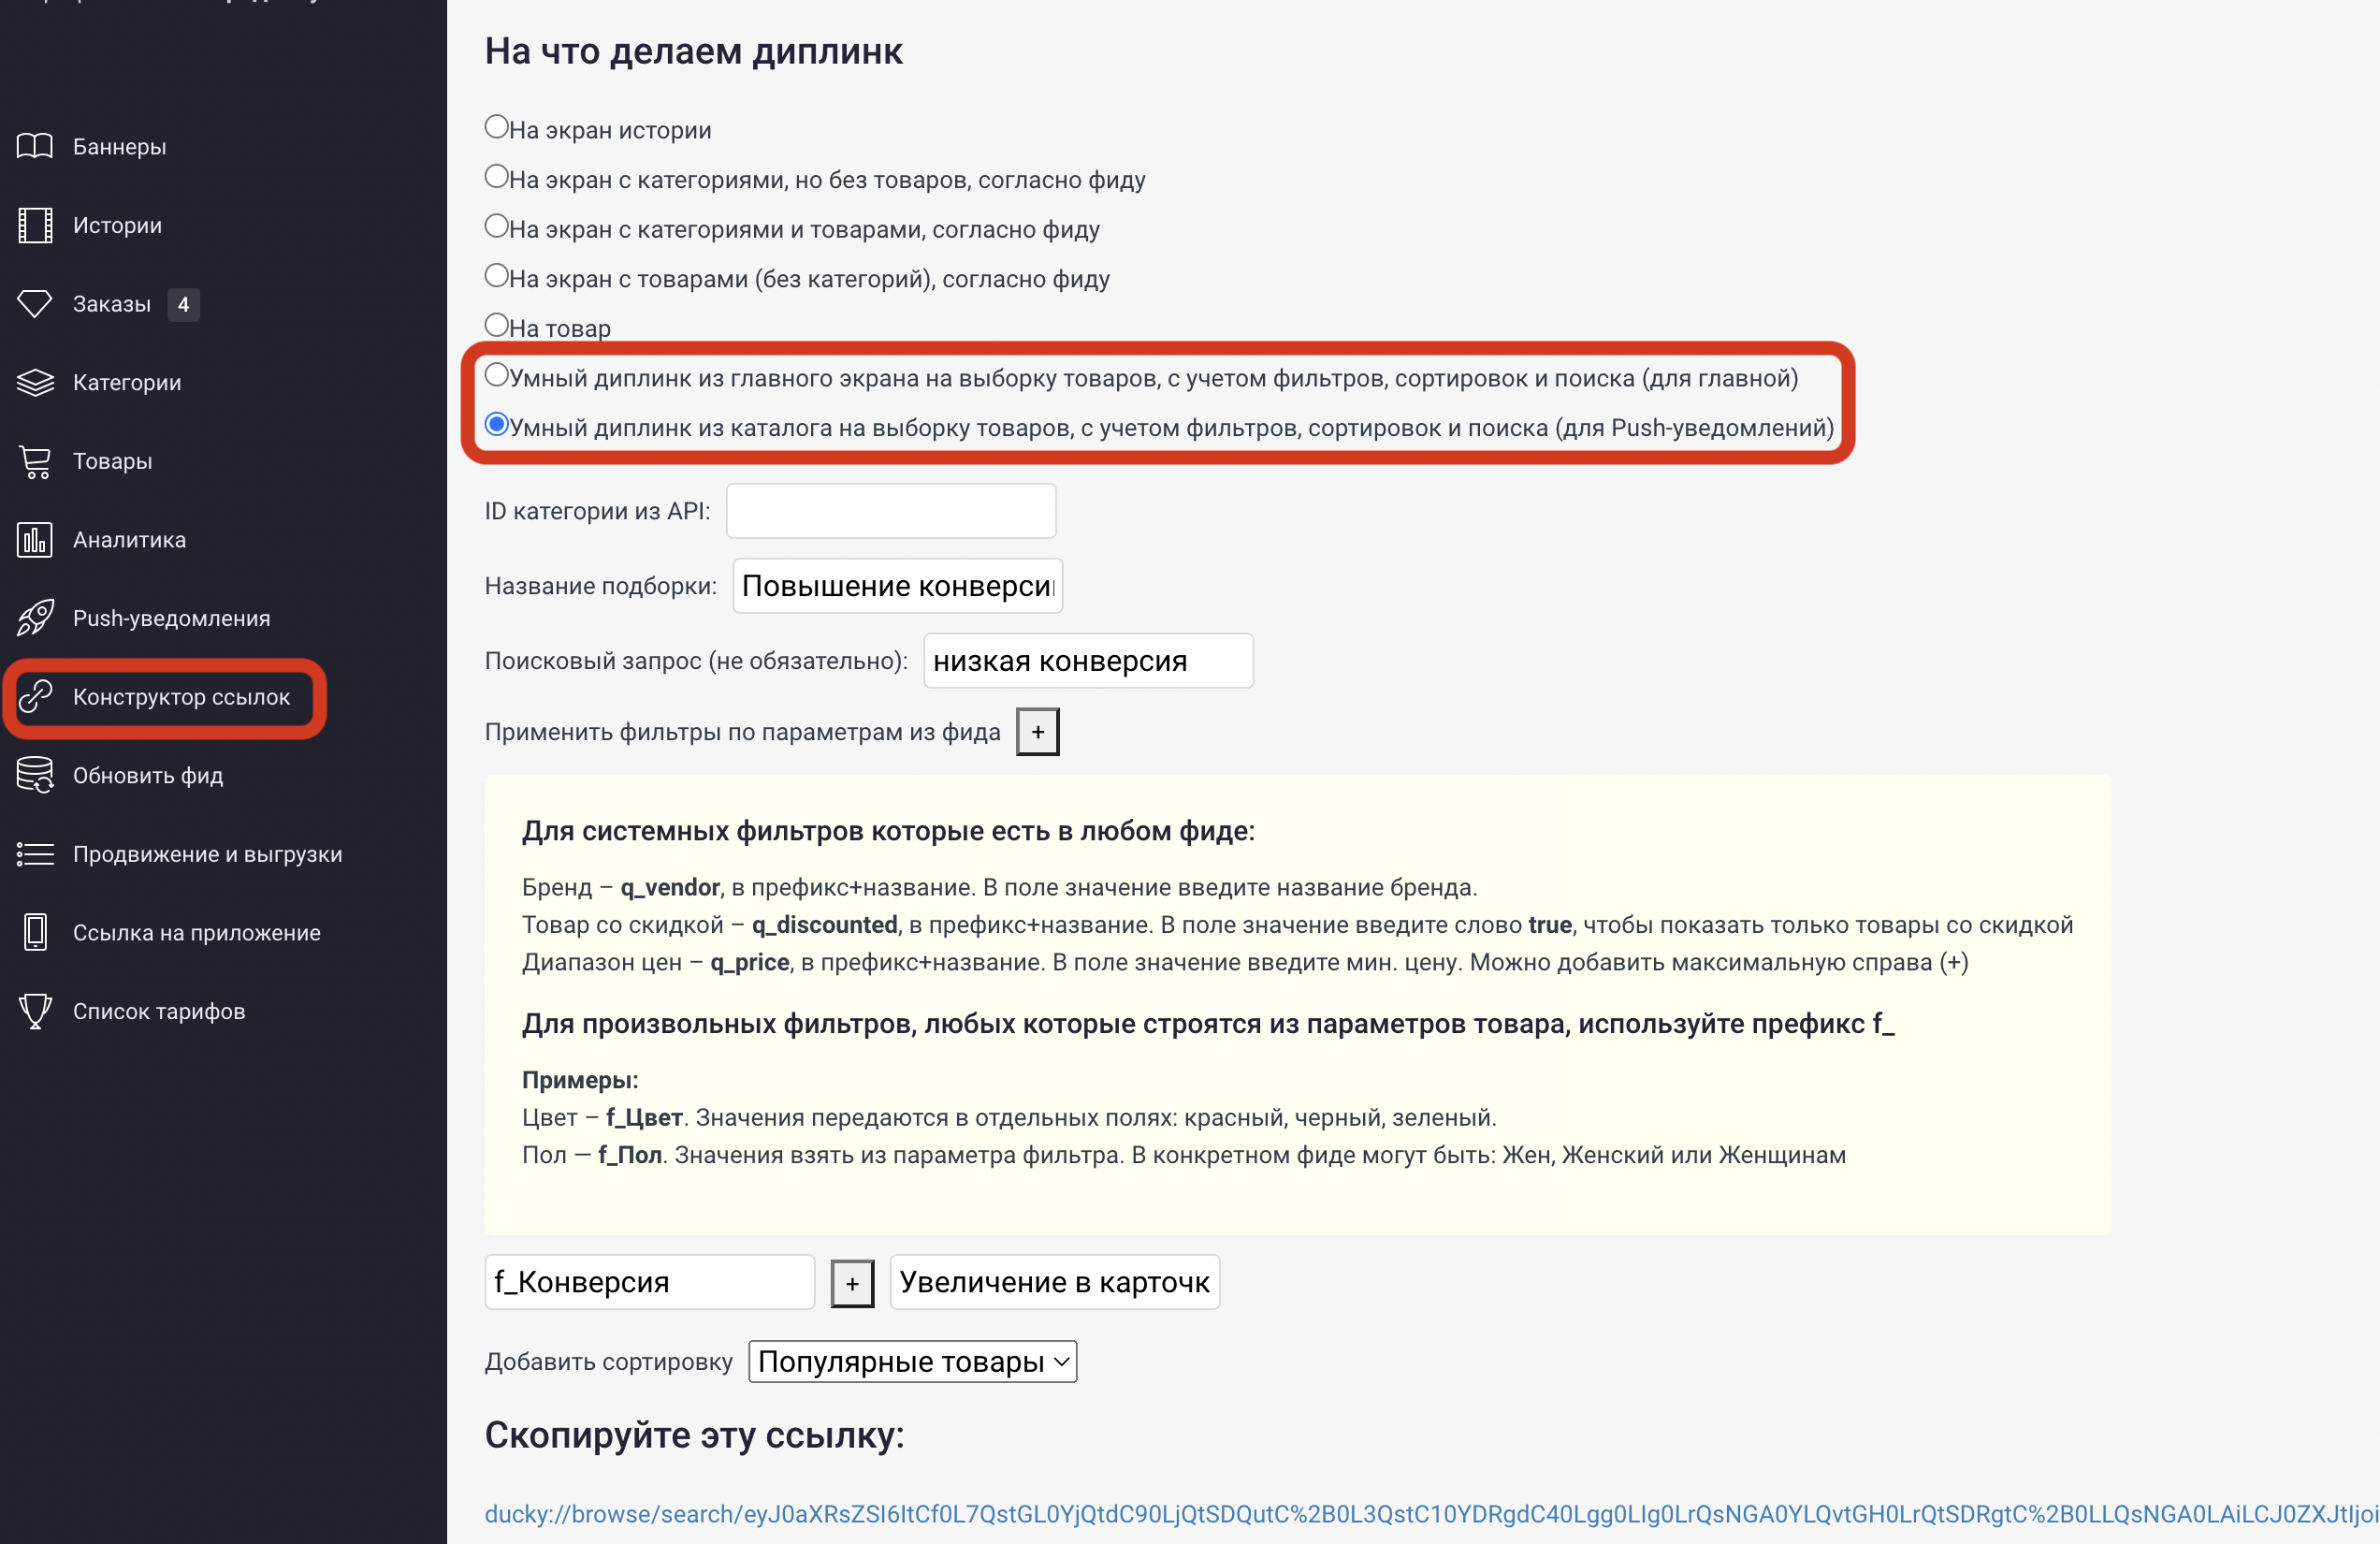 Баннеры
Истории
Заказы 4
Категории
Товары
Аналитика
Push-уведомления
Конструктор ссылок
Обновить фид
Продвижение и выгрузки
Ссылка на приложение
Список тарифов
На что делаем диплинк
На экран истории
На экран с категориями, но без товаров, согласно фиду
На экран с категориями и товарами, согласно фиду
На экран с товарами (без категорий), согласно фиду
На товар
Умный диплинк из главного экрана на выборку товаров, с учетом фильтров, сортировок и поиска (для главной)
Умный диплинк из каталога на выборку товаров, с учетом фильтров, сортировок и поиска (для Push-уведомлений)
ID категории из API:
Название подборки: Повышение конверси
Поисковый запрос (не обязательно): низкая конверсия
Применить фильтры по параметрам из фида +
Для системных фильтров которые есть в любом фиде:
Бренд – q_vendor, в префикс+название. В поле значение введите название бренда.
Товар со скидкой – q_discounted, в префикс+название. В поле значение введите слово true, чтобы показать только товары со скидкой
Диапазон цен – q_price, в префикс+название. В поле значение введите мин. цену. Можно добавить максимальную справа (+)
Для произвольных фильтров, любых которые строятся из параметров товара, используйте префикс f_
Примеры:
Цвет – f_Цвет. Значения передаются в отдельных полях: красный, черный, зеленый.
Пол — f_Пол. Значения взять из параметра фильтра. В конкретном фиде могут быть: Жен, Женский или Женщинам
f_Конверсия + Увеличение в карточк
Добавить сортировку Популярные товары
Скопируйте эту ссылку:
ducky://browse/search/eyJ0aXRsZSI6ItCf0L7QstGL0YjQtdC90LjQtSDQutC%2B0L3QstC10YDRgdC40Lgg0LIg0LrQsNGA0YLQvtGH0LrQtSDRgtC%2B0LLQsNGA0LAiLCJ0ZXJtIjoi